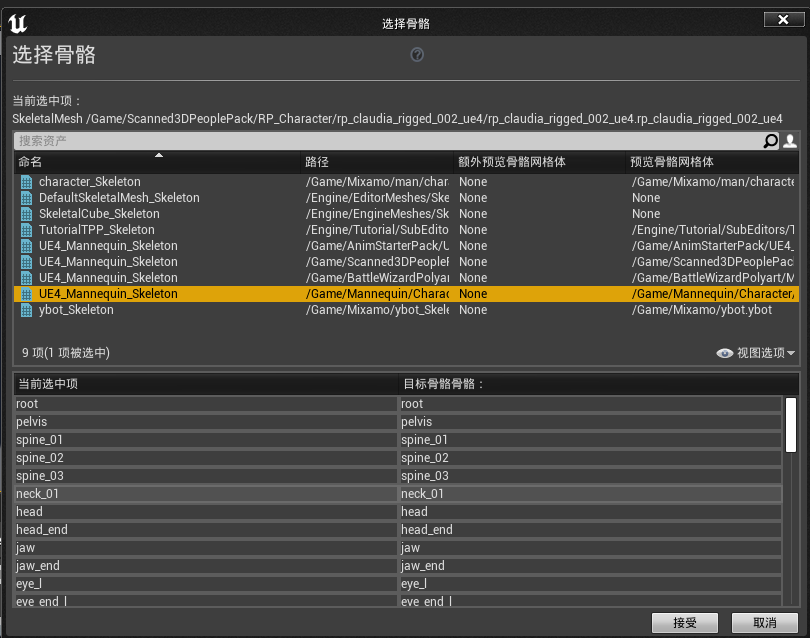 选择骨骼
选择骨骼
当前选中项：
SkeletalMesh /Game/Scanned3DPeoplePack/RP_Character/rp_claudia_rigged_002_ue4/rp_claudia_rigged_002_ue4.rp_claudia_rigged_002_ue4
搜索资产
命名 路径 额外预览骨骼网格体 预览骨骼网格体
character_Skeleton /Game/Mixamo/man/char None /Game/Mixamo/man/characte
DefaultSkeletalMesh_Skeleton /Engine/EditorMeshes/Ske None None
SkeletalCube_Skeleton /Engine/EngineMeshes/Sk None None
TutorialTPP_Skeleton /Engine/Tutorial/SubEditor None /Engine/Tutorial/SubEditors/T
UE4_Mannequin_Skeleton /Game/AnimStarterPack/U None /Game/AnimStarterPack/UE4_
UE4_Mannequin_Skeleton /Game/Scanned3DPeopleP None /Game/Scanned3DPeoplePac
UE4_Mannequin_Skeleton /Game/BattleWizardPolyar None /Game/BattleWizardPolyart/M
UE4_Mannequin_Skeleton /Game/Mannequin/Charac None /Game/Mannequin/Character/
ybot_Skeleton /Game/Mixamo/ybot_Skele None /Game/Mixamo/ybot.ybot
9 项(1 项被选中) 视图选项
当前选中项 目标骨骼骨骼：
root root
pelvis pelvis
spine_01 spine_01
spine_02 spine_02
spine_03 spine_03
neck_01 neck_01
head head
head_end head_end
jaw jaw
jaw_end jaw_end
eye_l eye_l
eye_end_l eye_end_l
接受 取消